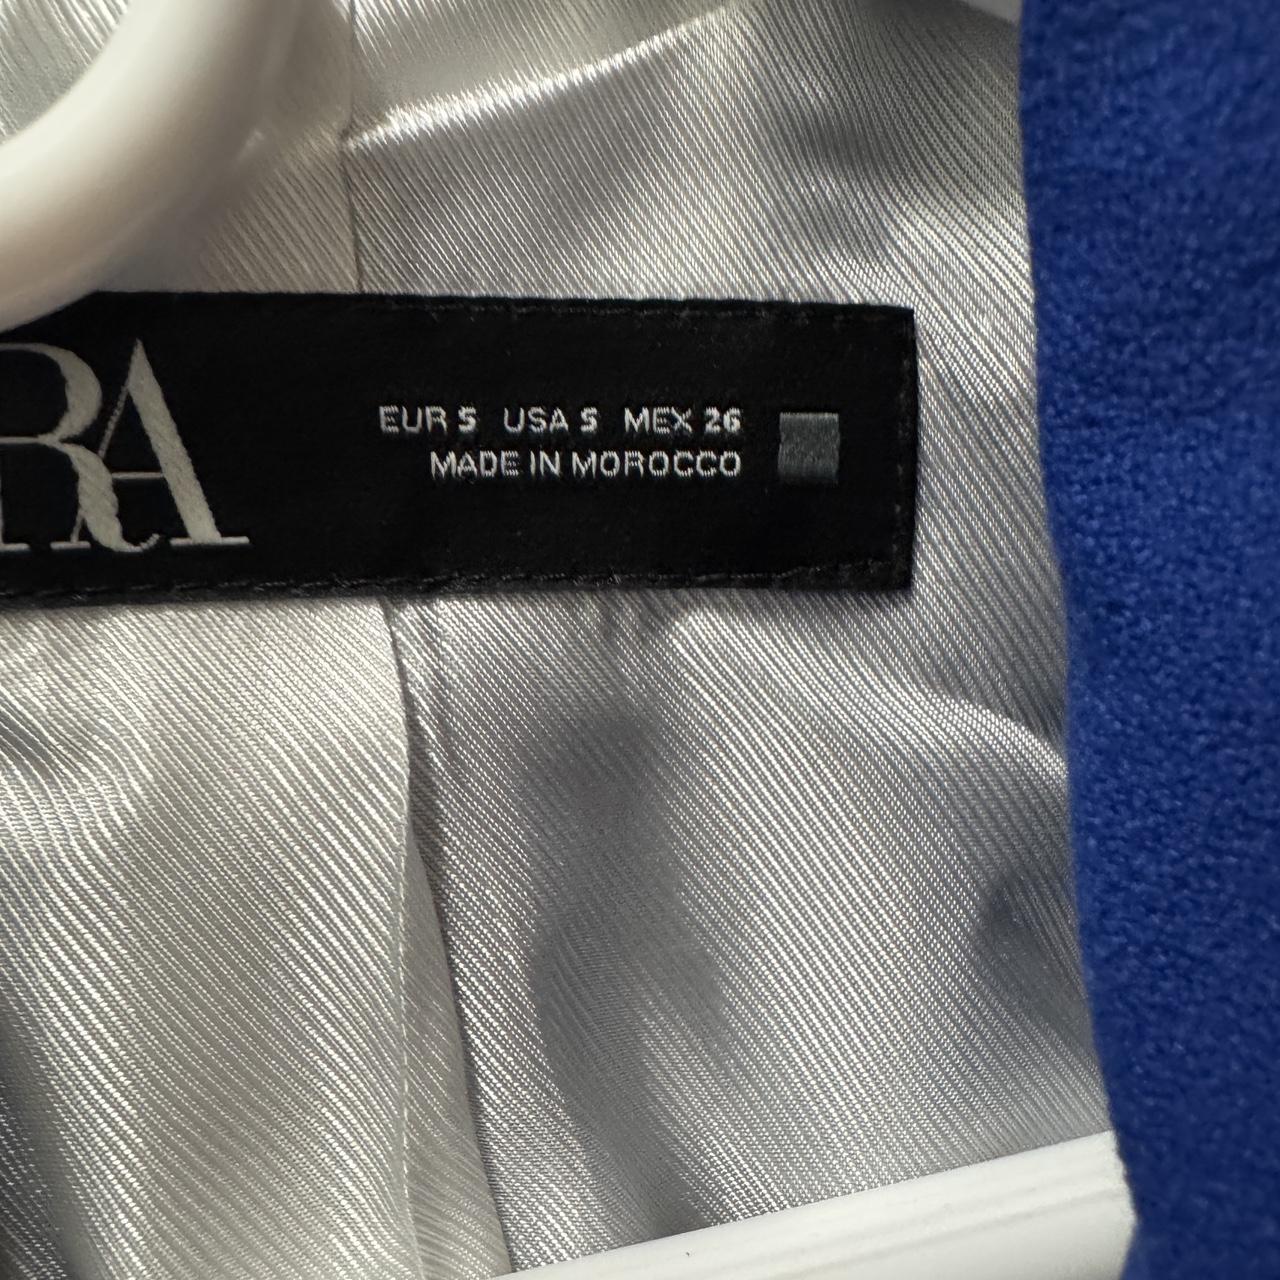 RA
EUR S USA S MEX 26
MADE IN MOROCCO